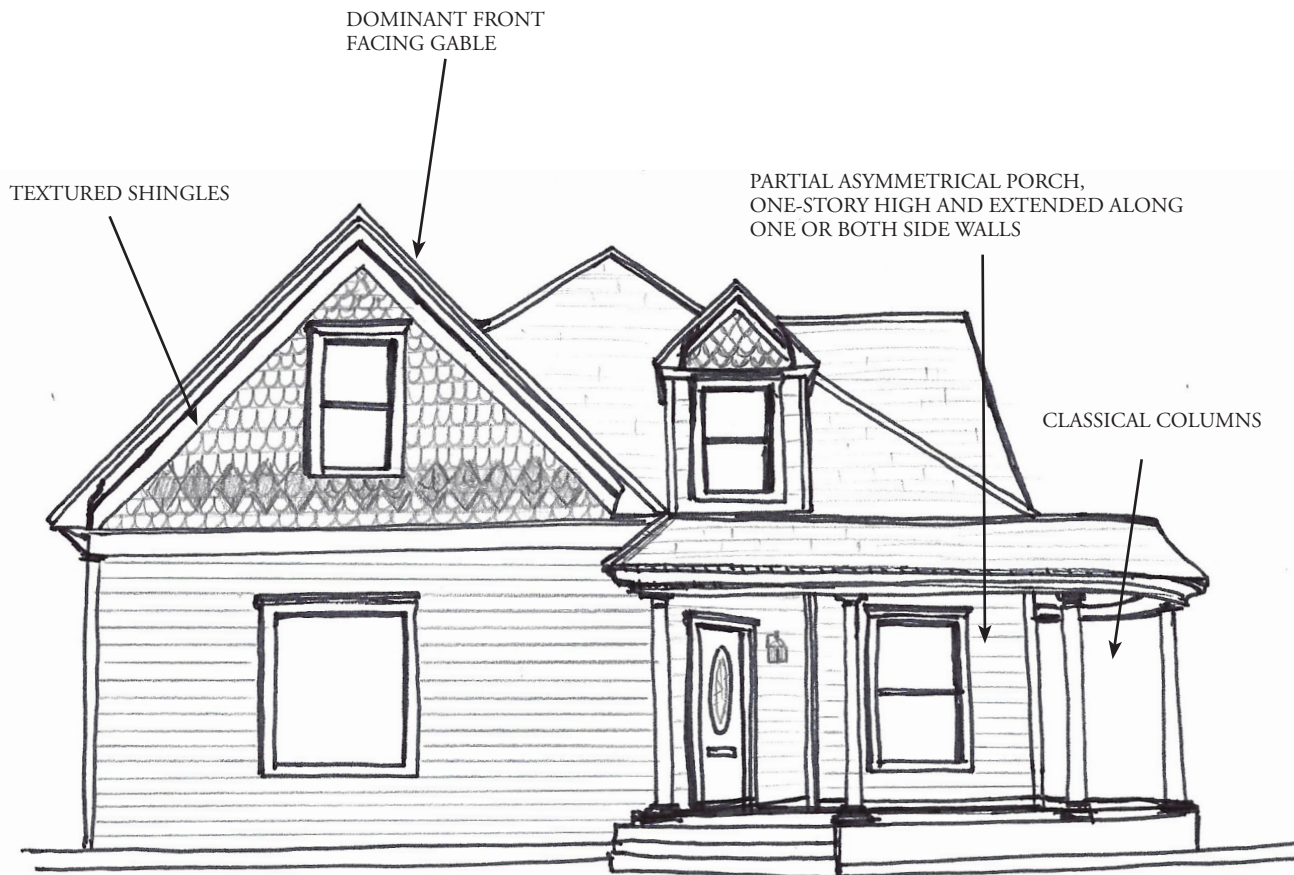 DOMINANT FRONT
FACING GABLE
TEXTURED SHINGLES
PARTIAL ASYMMETRICAL PORCH,
ONE-STORY HIGH AND EXTENDED ALONG
ONE OR BOTH SIDE WALLS
CLASSICAL COLUMNS